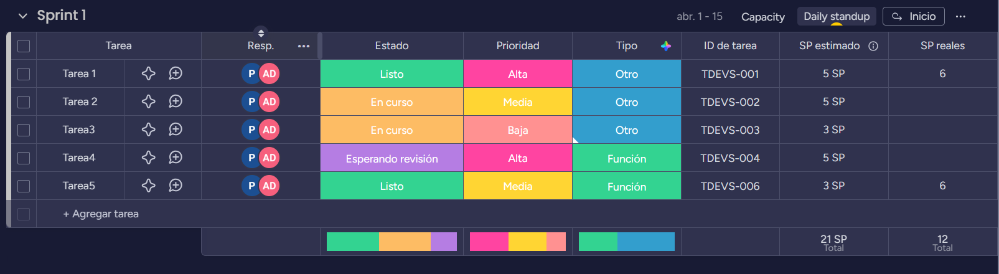 Sprint 1
abr. 1 - 15 Capacity Daily standup Inicio
Tarea Resp. Estado Prioridad Tipo ID de tarea SP estimado SP reales
Tarea 1 P AD Listo Alta Otro TDEVS-001 5 SP 6
Tarea 2 P AD En curso Media Otro TDEVS-002 5 SP
Tarea3 P AD En curso Baja Otro TDEVS-003 3 SP
Tarea4 P AD Esperando revisión Alta Función TDEVS-004 5 SP
Tarea5 P AD Listo Media Función TDEVS-006 3 SP 6
+ Agregar tarea
21 SP 12
Total Total